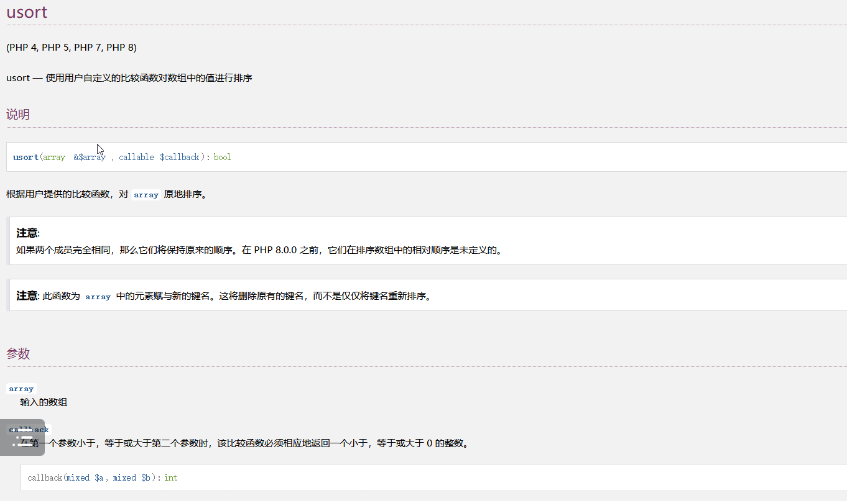 usort
(PHP 4, PHP 5, PHP 7, PHP 8)
usort — 使用用户自定义的比较函数对数组中的值进行排序
说明
usort(array &$array, callable $callback): bool
根据用户提供的比较函数，对 array 原地排序。
注意:
如果两个成员完全相同，那么它们将保持原来的顺序。在 PHP 8.0.0 之前，它们在排序数组中的相对顺序是未定义的。
注意: 此函数为 array 中的元素赋与新的键名。这将删除原有的键名，而不是仅仅将键名重新排序。
参数
array
输入的数组
callback
在第一个参数小于，等于或大于第二个参数时，该比较函数必须相应地返回一个小于，等于或大于 0 的整数。
callback(mixed $a, mixed $b): int